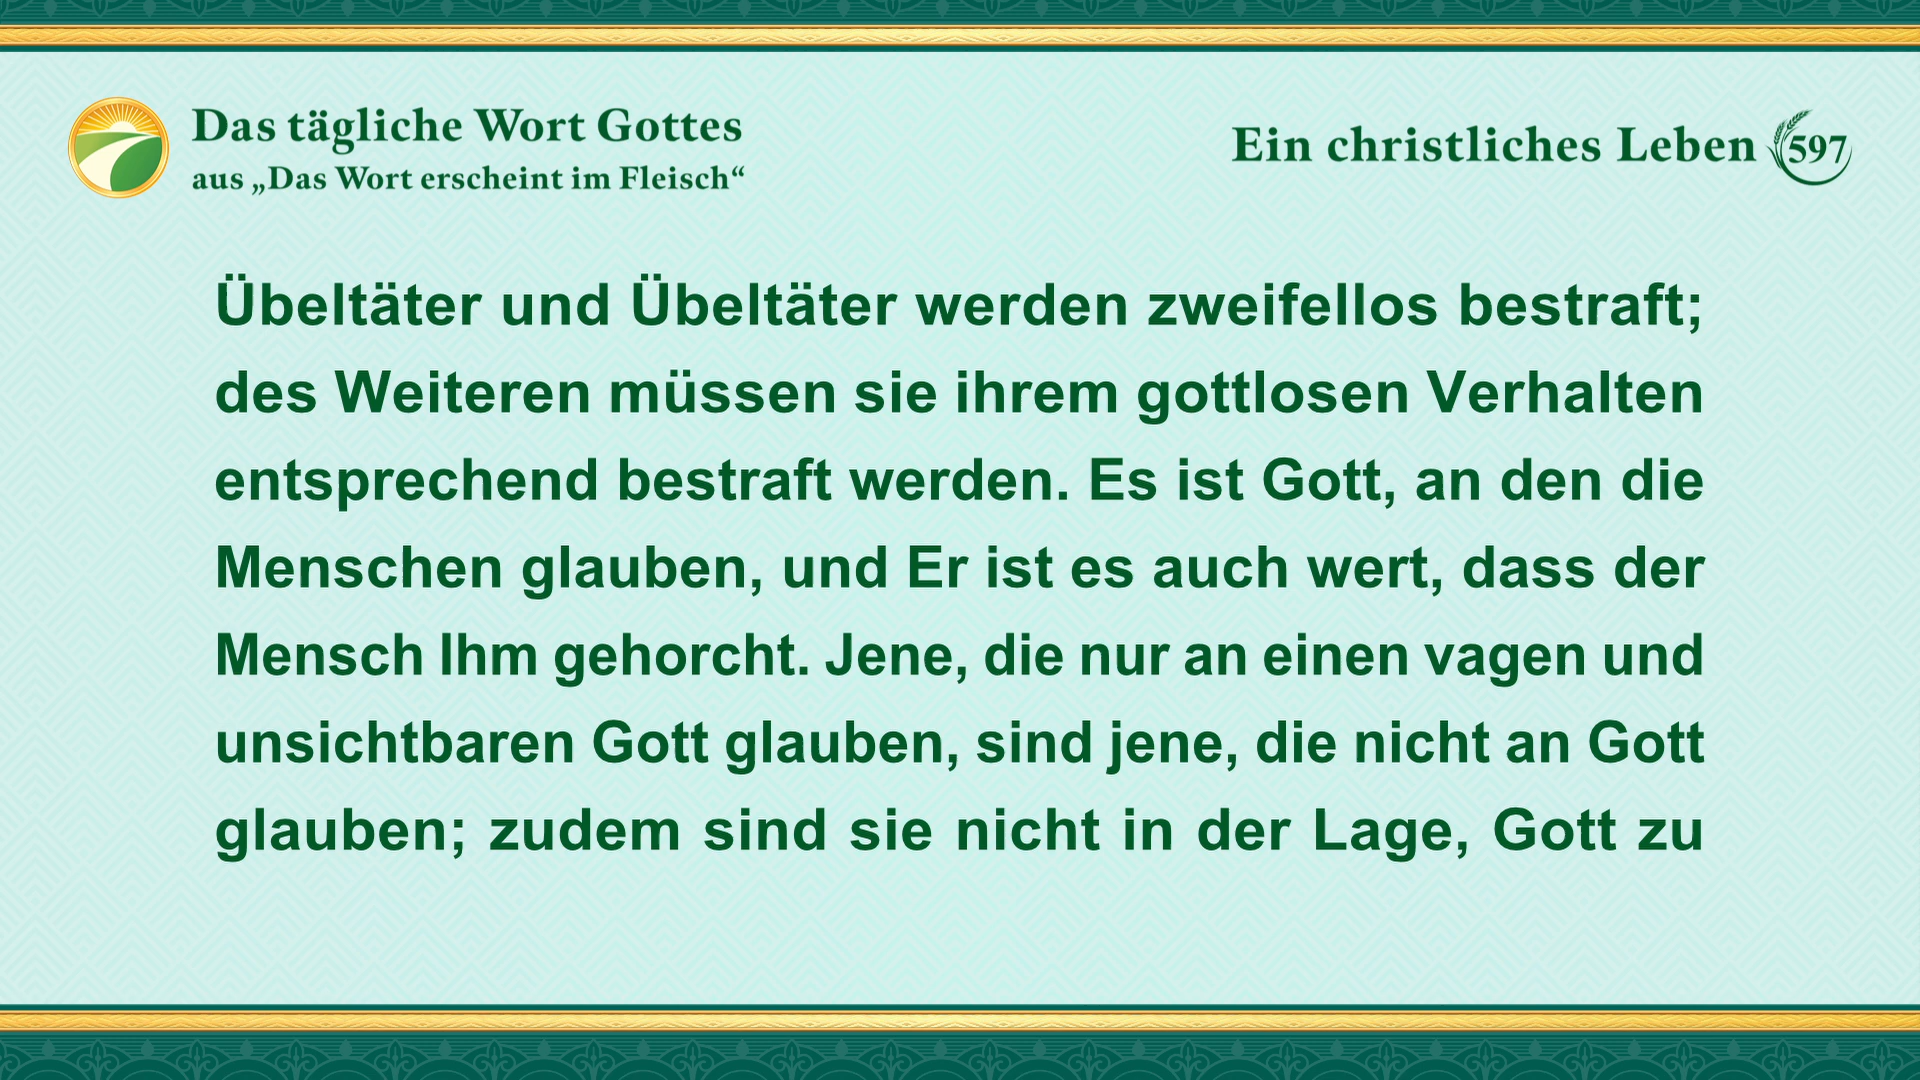 Das tägliche Wort Gottes
aus „Das Wort erscheint im Fleisch“
Ein christliches Leben 597
Übeltäter und Übeltäter werden zweifellos bestraft;
des Weiteren müssen sie ihrem gottlosen Verhalten
entsprechend bestraft werden. Es ist Gott, an den die
Menschen glauben, und Er ist es auch wert, dass der
Mensch Ihm gehorcht. Jene, die nur an einen vagen und
unsichtbaren Gott glauben, sind jene, die nicht an Gott
glauben; zudem sind sie nicht in der Lage, Gott zu